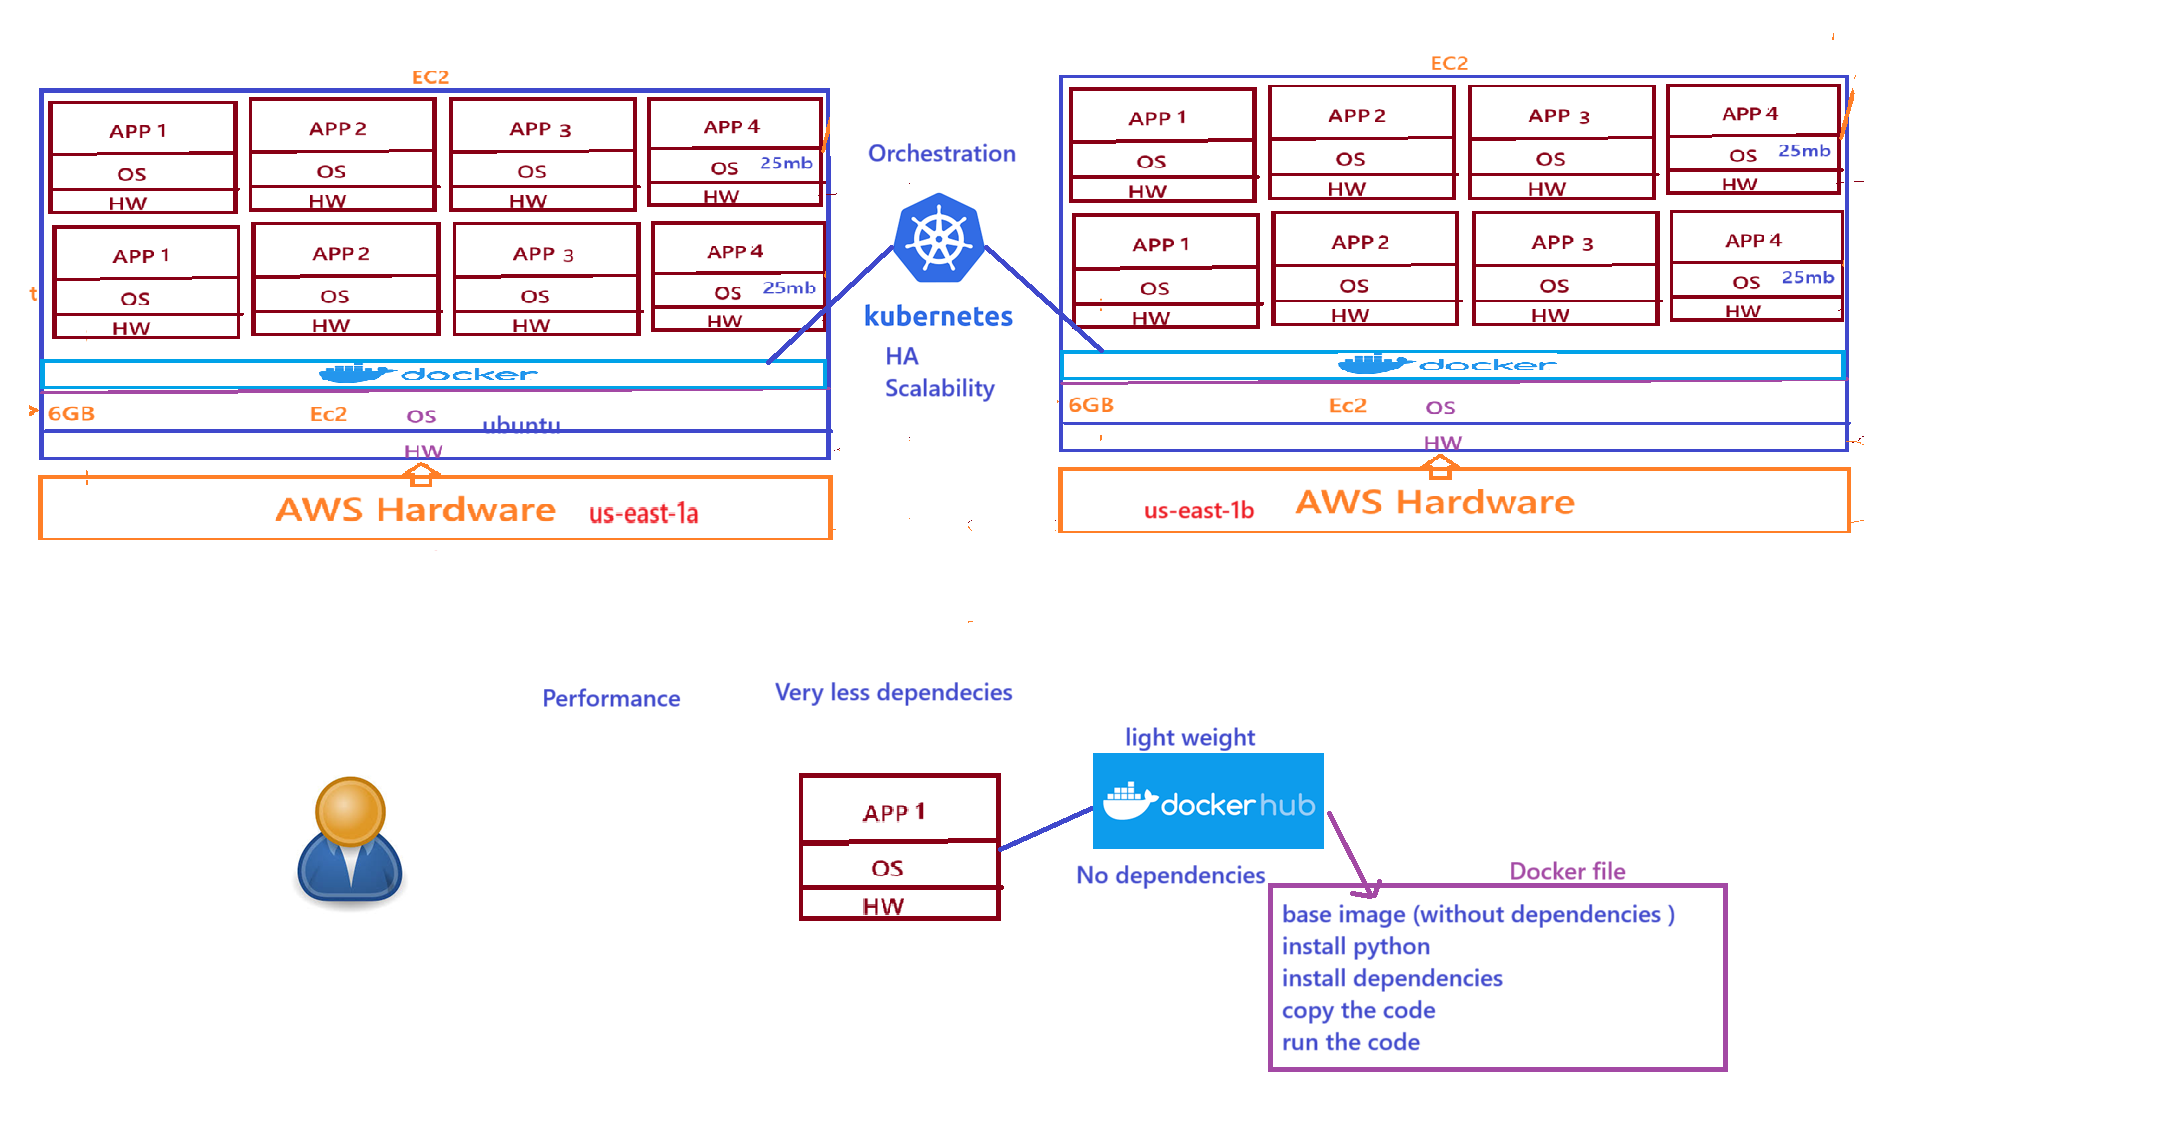 EC2
APP 1
APP 2
APP 3
APP 4
OS
OS
OS
OS 25mb
HW
HW
HW
HW
APP 1
APP 2
APP 3
APP 4
OS
OS
OS
OS 25mb
HW
HW
HW
HW
docker
6GB Ec2 OS ubuntu
HW
AWS Hardware us-east-1a
t
Orchestration
kubernetes
HA
Scalability
EC2
APP 1
APP 2
APP 3
APP 4
OS
OS
OS
OS 25mb
HW
HW
HW
HW
APP 1
APP 2
APP 3
APP 4
OS
OS
OS
OS 25mb
HW
HW
HW
HW
docker
6GB Ec2 OS
HW
us-east-1b AWS Hardware
Performance
Very less dependecies
light weight
APP 1
OS
HW
docker hub
No dependencies
Docker file
base image (without dependencies )
install python
install dependencies
copy the code
run the code